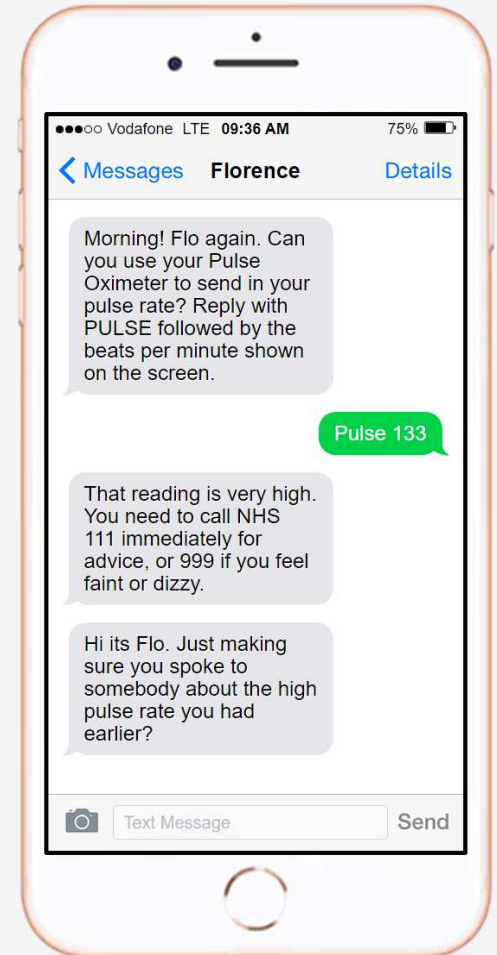 ●●●○○ Vodafone LTE 09:36 AM 75%
Messages Florence Details
Morning! Flo again. Can
you use your Pulse
Oximeter to send in your
pulse rate? Reply with
PULSE followed by the
beats per minute shown
on the screen.
Pulse 133
That reading is very high.
You need to call NHS
111 immediately for
advice, or 999 if you feel
faint or dizzy.
Hi its Flo. Just making
sure you spoke to
somebody about the high
pulse rate you had
earlier?
Text Message Send